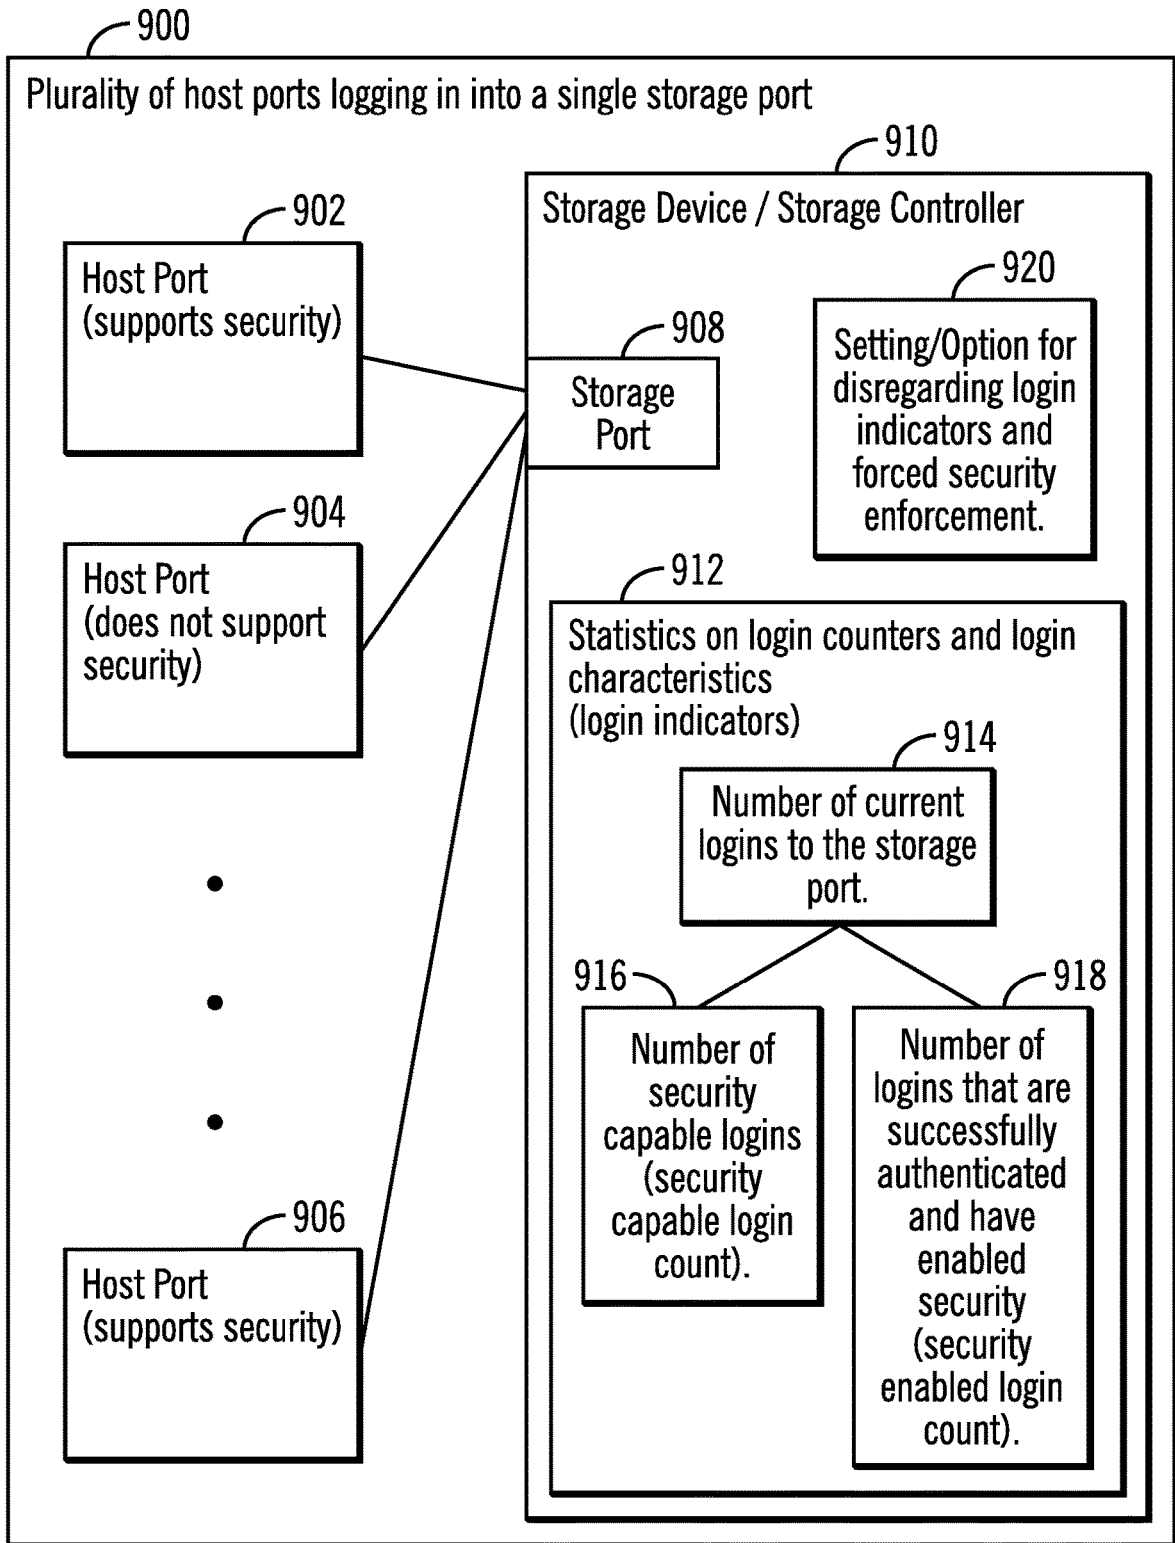 900
Plurality of host ports logging in into a single storage port
910
Storage Device / Storage Controller
902
Host Port
(supports security)
920
Setting/Option for
disregarding login
indicators and
forced security
enforcement.
908
Storage
Port
904
Host Port
(does not support
security)
912
Statistics on login counters and login
characteristics
(login indicators)
914
Number of current
logins to the storage
port.
916
Number of
security
capable logins
(security
capable login
count).
918
Number of
logins that are
successfully
authenticated
and have
enabled
security
(security
enabled login
count).
906
Host Port
(supports security)